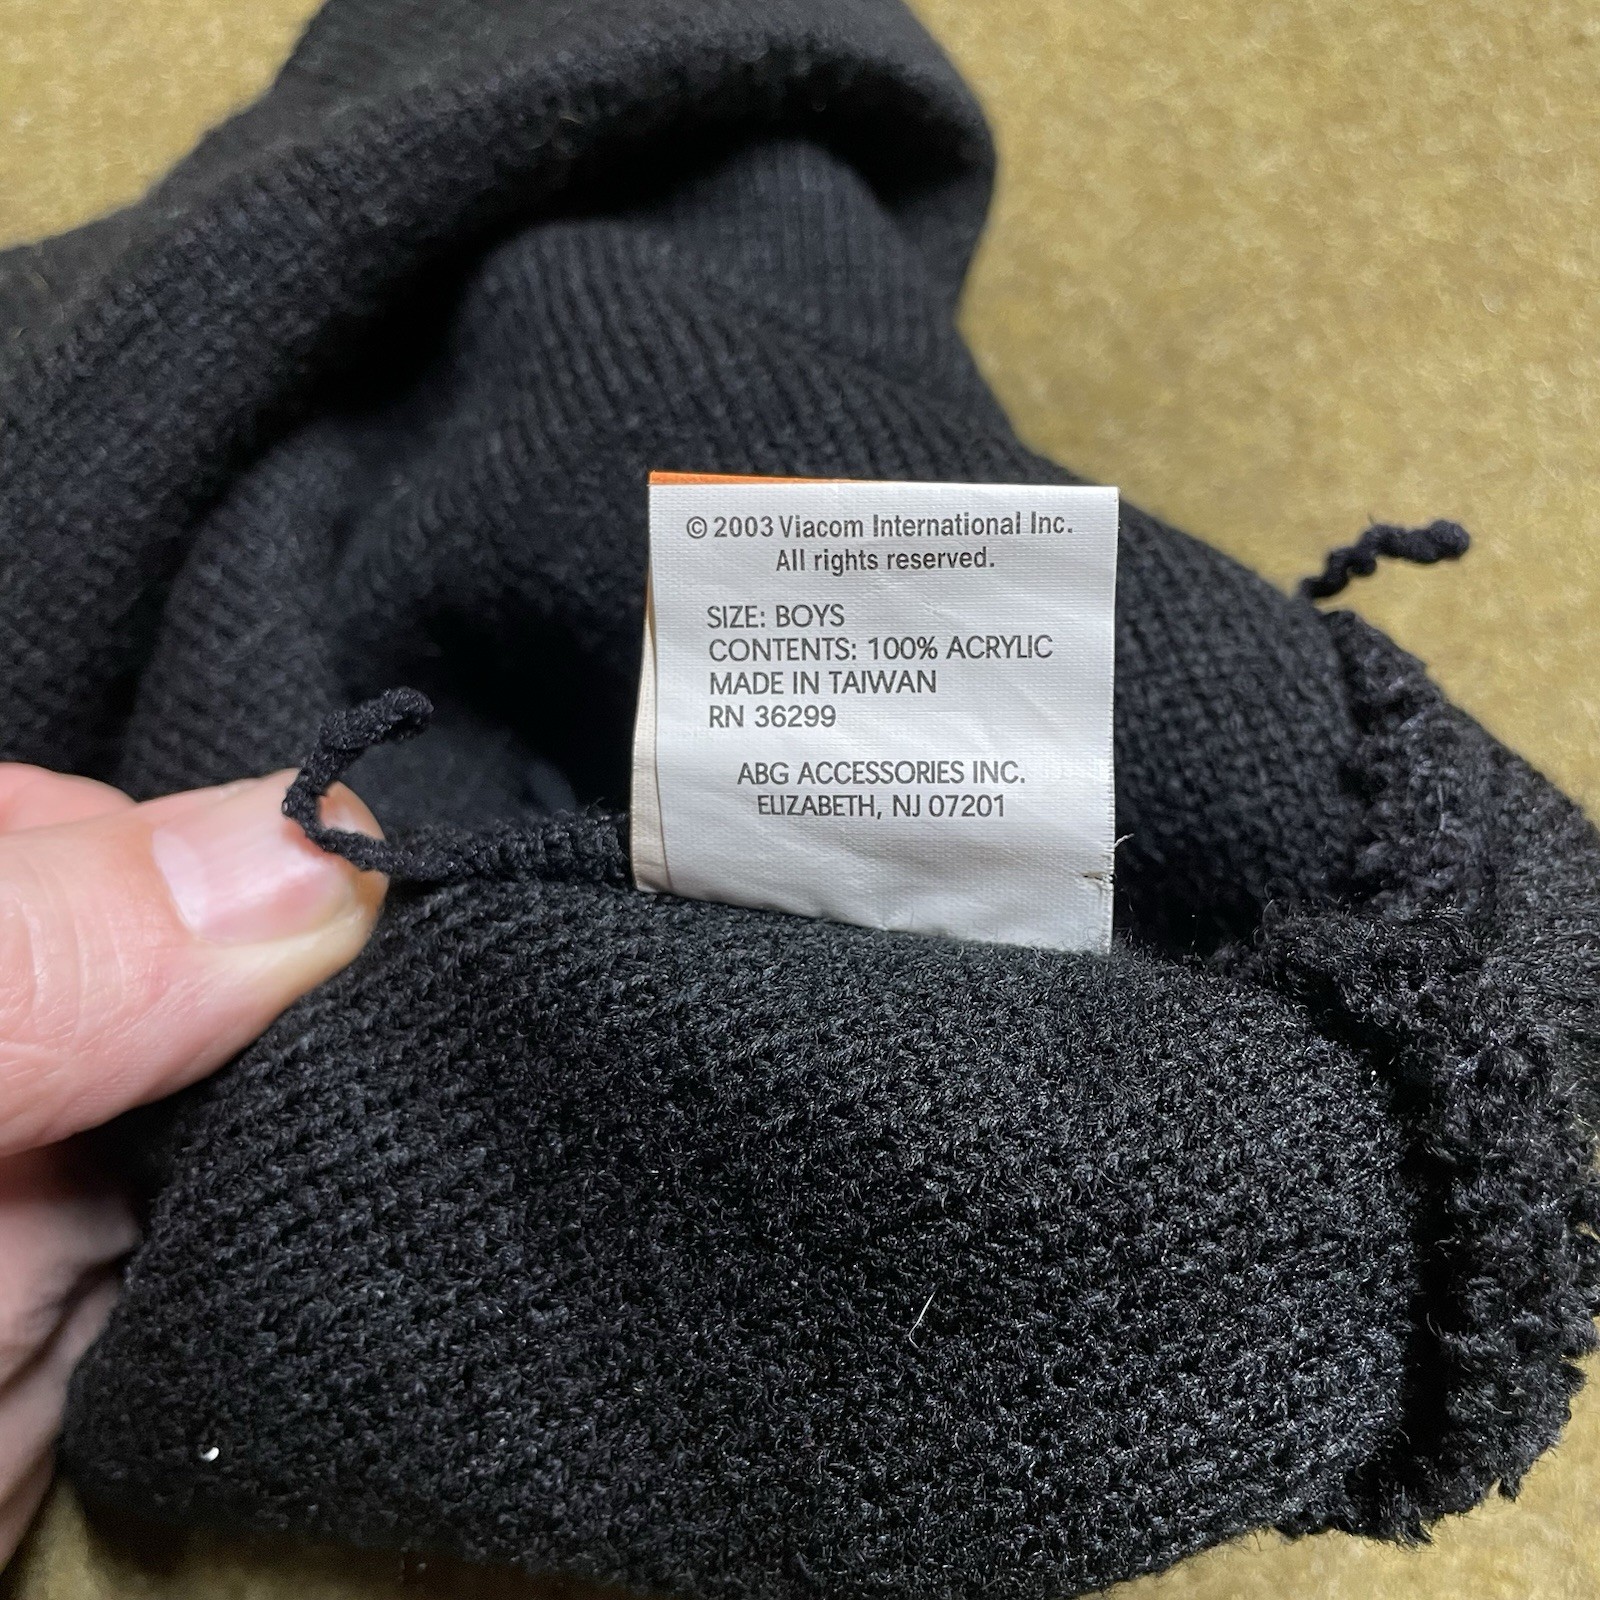 © 2003 Viacom International Inc.
All rights reserved.
SIZE: BOYS
CONTENTS: 100% ACRYLIC
MADE IN TAIWAN
RN 36299
ABG ACCESSORIES INC.
ELIZABETH, NJ 07201